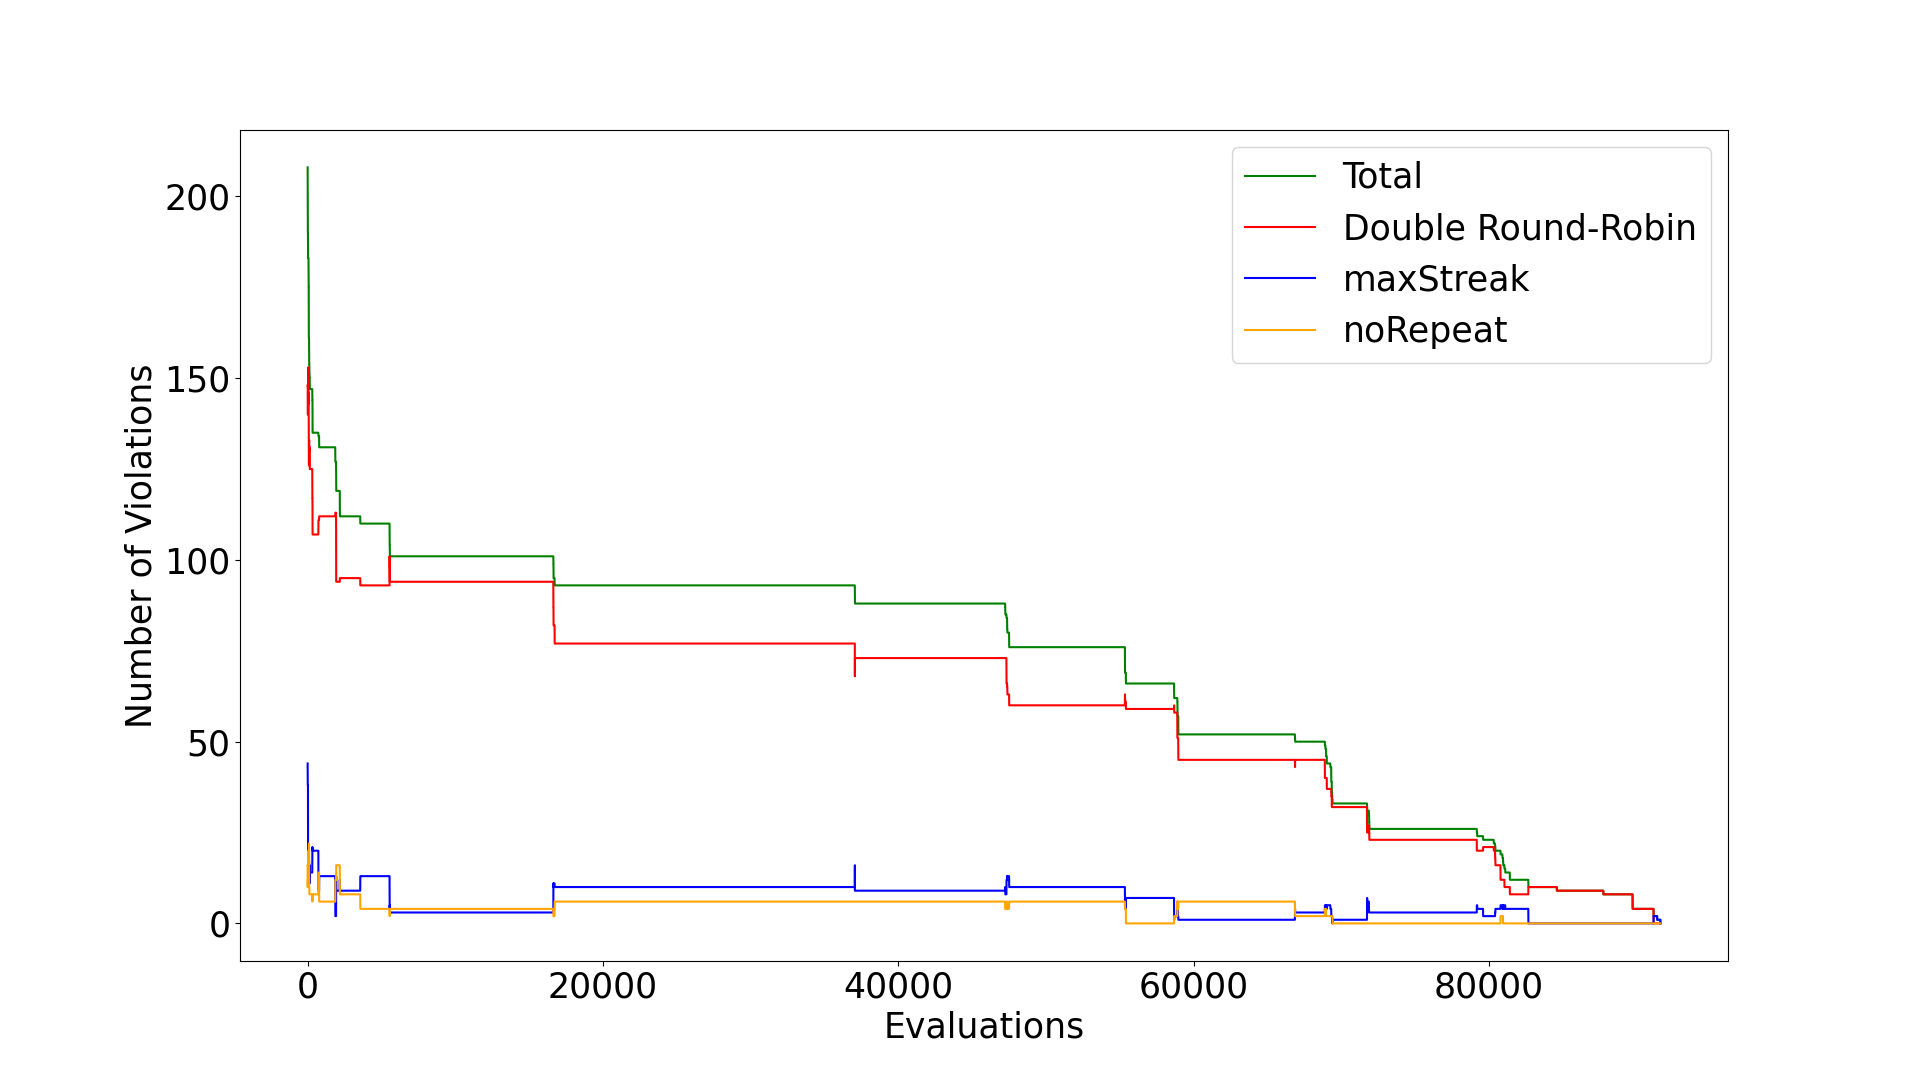 Total
Double Round-Robin
maxStreak
noRepeat
200
150
100
50
0
Number of Violations
0 20000 40000 60000 80000
Evaluations